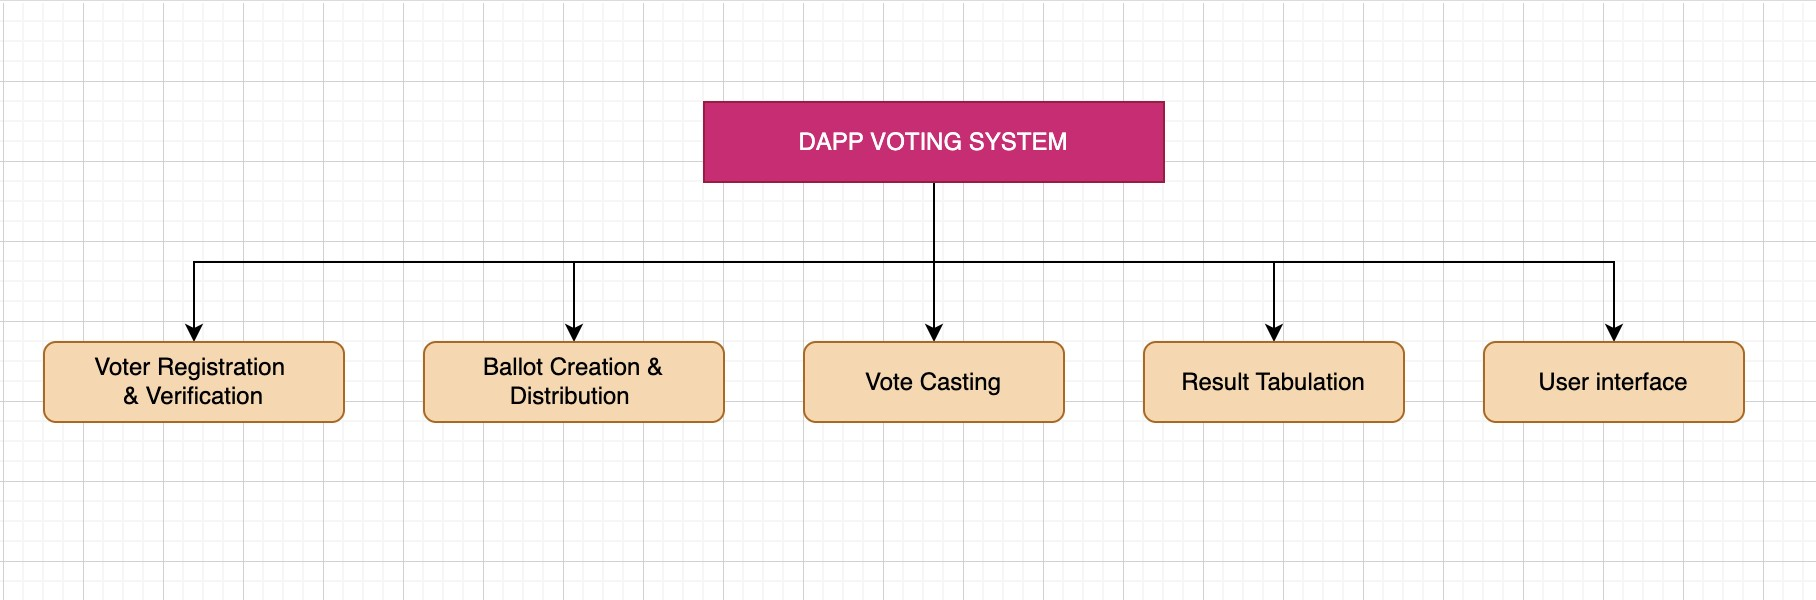 DAPP VOTING SYSTEM
Voter Registration
& Verification
Ballot Creation &
Distribution
Vote Casting
Result Tabulation
User interface